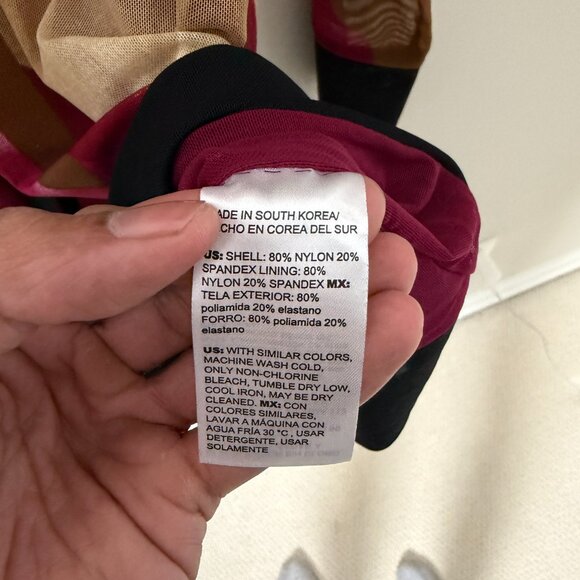 ADE IN SOUTH KOREA/
CHO EN COREA DEL SUR
US: SHELL: 80% NYLON 20%
SPANDEX LINING: 80%
NYLON 20% SPANDEX MX:
TELA EXTERIOR: 80%
poliamida 20% elastano
FORRO: 80% poliamida 20%
elastano
US: WITH SIMILAR COLORS,
MACHINE WASH COLD,
ONLY NON-CHLORINE
BLEACH, TUMBLE DRY LOW,
COOL IRON, MAY BE DRY
CLEANED. MX: CON
COLORES SIMILARES,
LAVAR A MÁQUINA CON
AGUA FRÍA 30 °C , USAR
DETERGENTE, USAR
SOLAMENTE